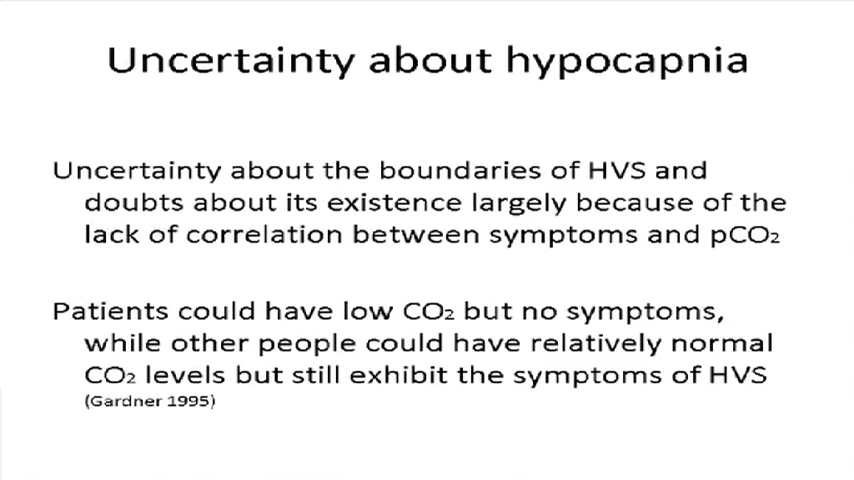 Uncertainty about hypocapnia
Uncertainty about the boundaries of HVS and
doubts about its existence largely because of the
lack of correlation between symptoms and pCO₂
Patients could have low CO₂ but no symptoms,
while other people could have relatively normal
CO₂ levels but still exhibit the symptoms of HVS
(Gardner 1995)